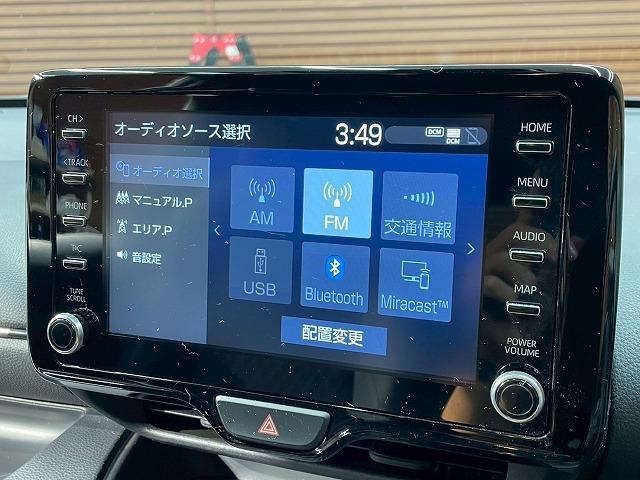 CH>
<TRACK
PHONE
TUNE
SCROLL
オーディオソース選択
3:49
DCM
DCM
オーディオ選択
マニュアル.P
エリア.P
音設定
AM
FM
交通情報
USB
Bluetooth
Miracast™
配置変更
HOME
MENU
AUDIO
MAP
POWER
VOLUME